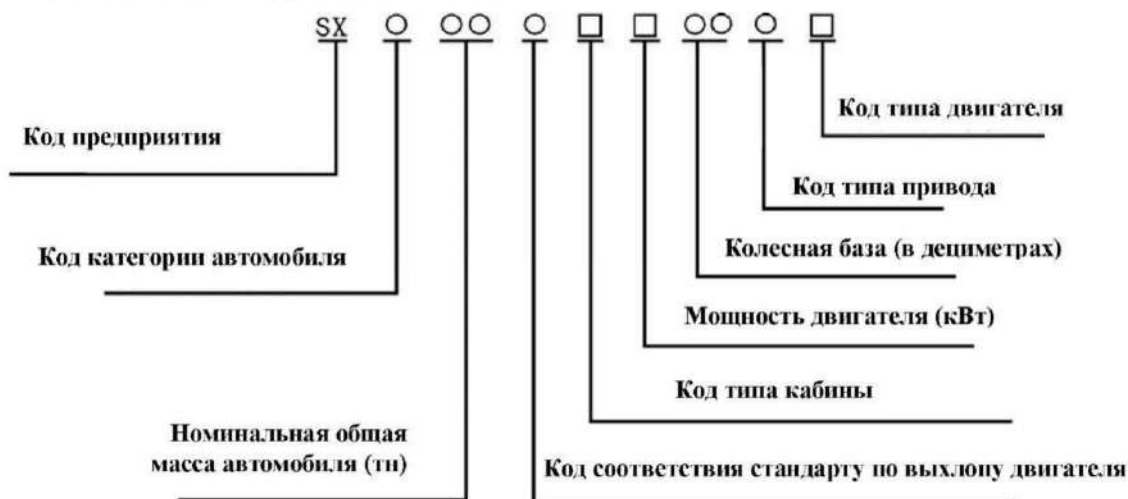 SX ○ ○○ ○ □ □ ○○ ○ □
Код типа двигателя
Код предприятия
Код типа привода
Код категории автомобиля
Колесная база (в дециметрах)
Мощность двигателя (кВт)
Код типа кабины
Номинальная общая
масса автомобиля (тн)
Код соответствия стандарту по выхлопу двигателя